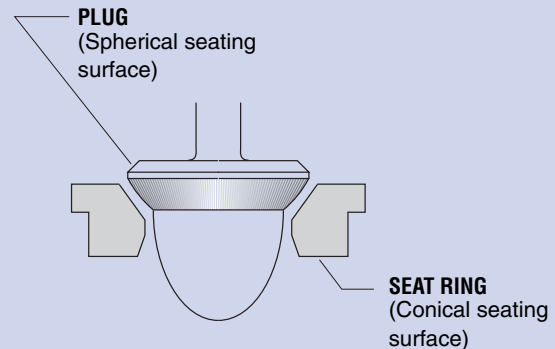 PLUG
(Spherical seating
surface)
SEAT RING
(Conical seating
surface)